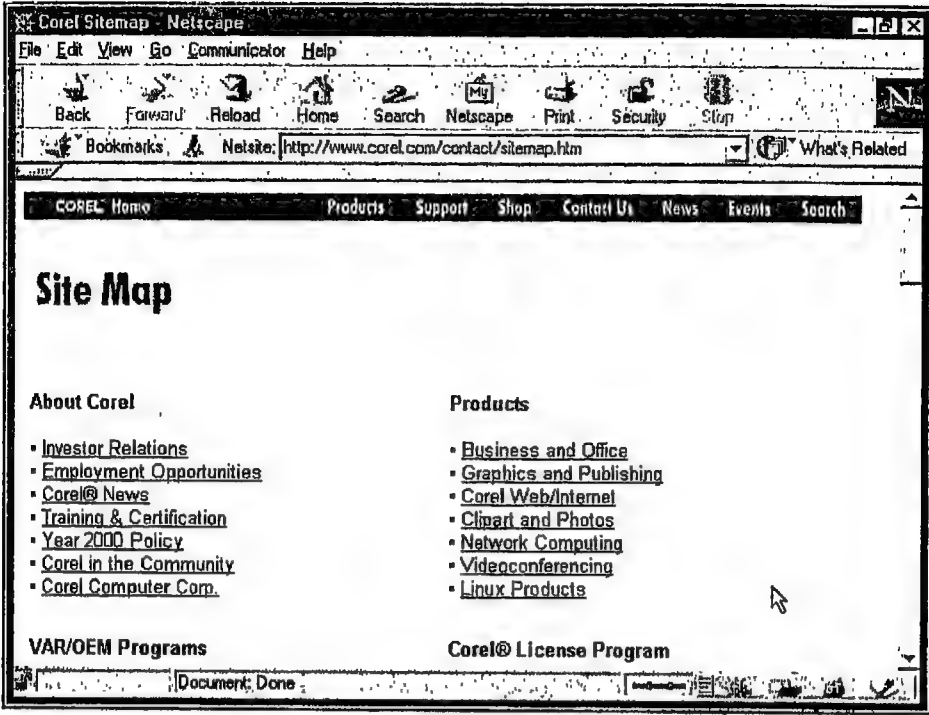 Corel Sitemap - Netscape
File Edit View Go Communicator Help
Back Forward Reload Home Search Netscape Print Security Stop
My
N
Bookmarks Netsite: http://www.corel.com/contact/sitemap.htm What's Related
COREL Home Products Support Shop Contact Us News Events Search
Site Map
About Corel
▪ Investor Relations
▪ Employment Opportunities
▪ Corel® News
▪ Training & Certification
▪ Year 2000 Policy
▪ Corel in the Community
▪ Corel Computer Corp.
Products
▪ Business and Office
▪ Graphics and Publishing
▪ Corel Web/Internet
▪ Clipart and Photos
▪ Network Computing
▪ Videoconferencing
▪ Linux Products
VAR/OEM Programs
Corel® License Program
Document: Done